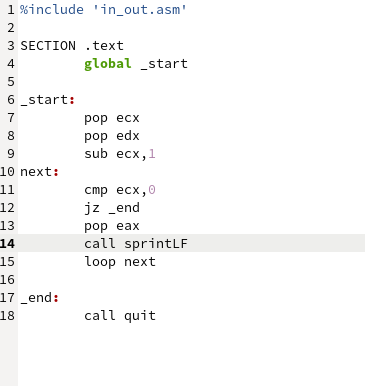 1 %include 'in_out.asm'
2
3 SECTION .text
4 global _start
5
6 _start:
7 pop ecx
8 pop edx
9 sub ecx,1
10 next:
11 cmp ecx,0
12 jz _end
13 pop eax
14 call sprintLF
15 loop next
16
17 _end:
18 call quit